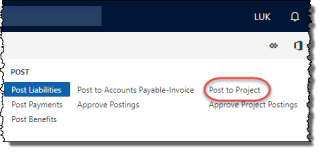 LUK
POST
Post Liabilities Post to Accounts Payable-Invoice Post to Project
Post Payments Approve Postings Approve Project Postings
Post Benefits